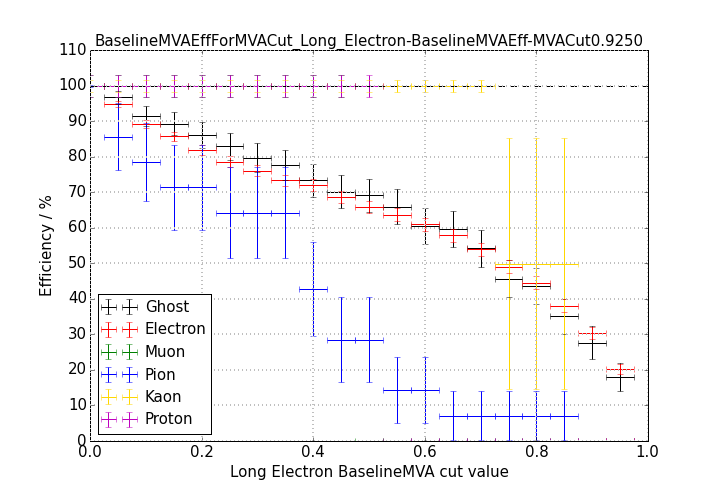 BaselineMVAEffForMVACut_Long_Electron-BaselineMVAEff-MVACut0.9250
110
100
90
80
70
60
50
40
30
20
10
0
Efficiency / %
Ghost
Electron
Muon
Pion
Kaon
Proton
0.0 0.2 0.4 0.6 0.8 1.0
Long Electron BaselineMVA cut value